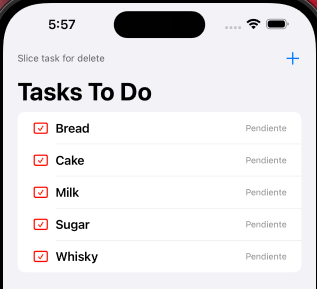 5:57
Slice task for delete
+
Tasks To Do
Bread Pendiente
Cake Pendiente
Milk Pendiente
Sugar Pendiente
Whisky Pendiente